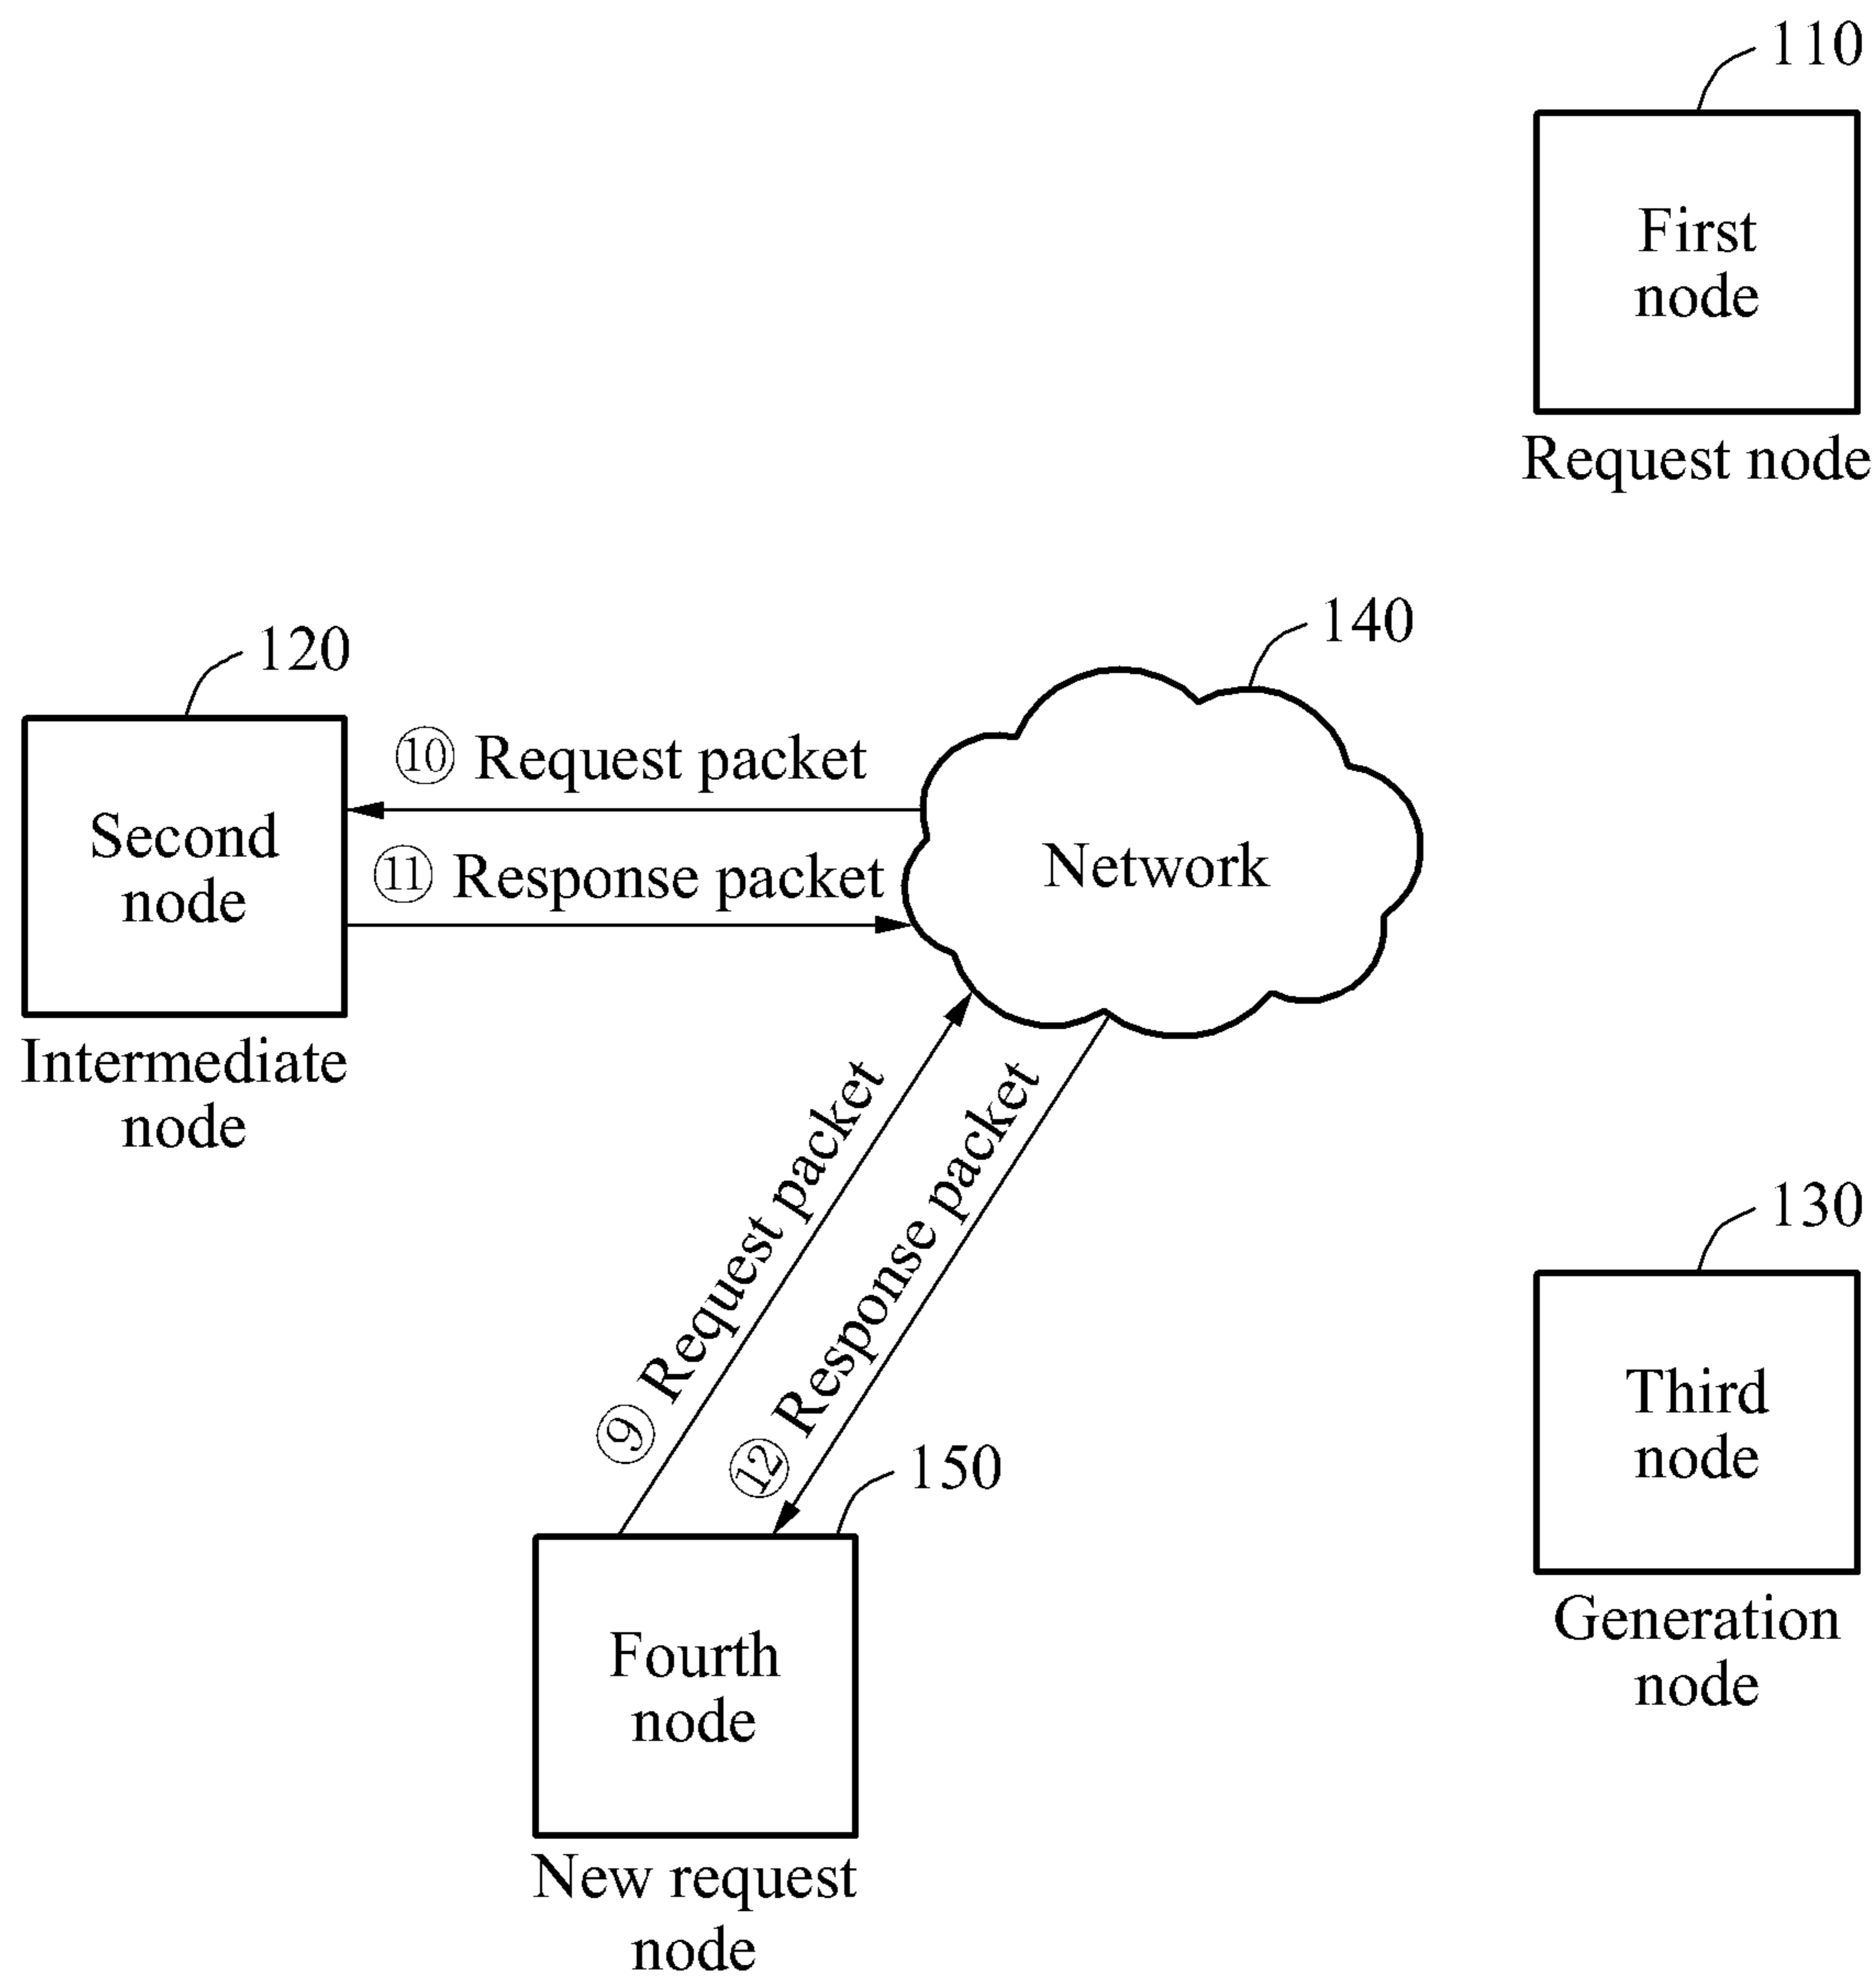 110
First
node
Request node
140
120
⑩ Request packet
Second
node
⑪ Response packet
Network
Intermediate
node
⑨ Request packet
⑫ Response packet
130
Third
node
Generation
node
150
Fourth
node
New request
node